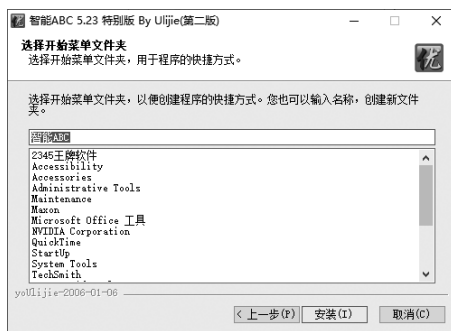 智能ABC 5.23 特别版 By Ulijie(第二版)
选择开始菜单文件夹
选择开始菜单文件夹，用于程序的快捷方式。
优
选择开始菜单文件夹，以便创建程序的快捷方式。您也可以输入名称，创建新文件
夹。
智能ABC
2345王牌软件
Accessibility
Accessories
Administrative Tools
Maintenance
Maxon
Microsoft Office 工具
NVIDIA Corporation
QuickTime
StartUp
System Tools
TechSmith
yoUlijie-2006-01-06
< 上一步(P) 安装(I) 取消(C)